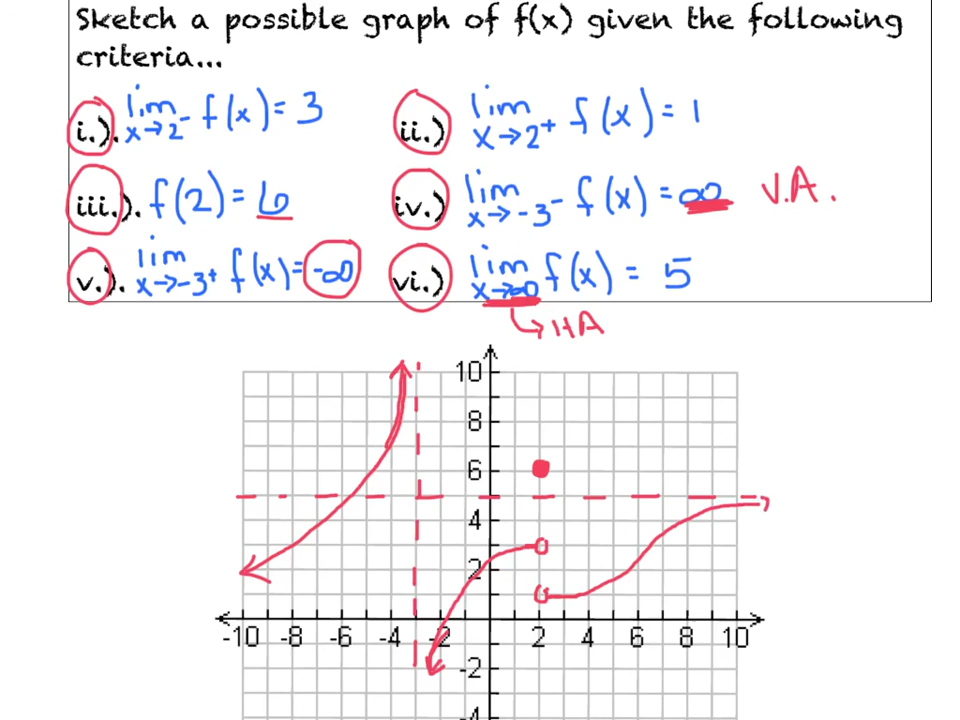 Sketch a possible graph of f(x) given the following
criteria...
i.). lim x→2⁻ f(x) = 3
ii.) lim x→2⁺ f(x) = 1
iii.). f(2) = 6
iv.) lim x→-3⁻ f(x) = ∞ V.A.
v.). lim x→-3⁺ f(x) = -∞
vi.) lim x→∞ f(x) = 5
↳ HA
10
8
6
4
2
-10 -8 -6 -4 -2 2 4 6 8 10
-2
-4